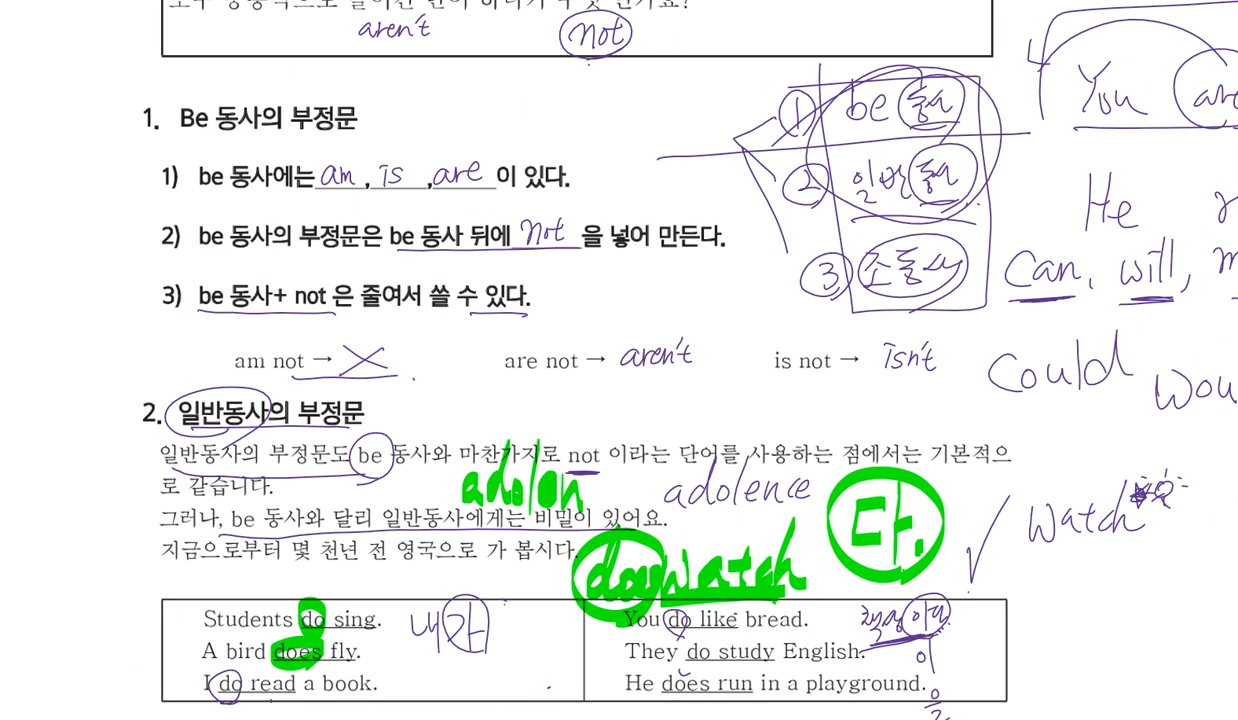 aren't not
1. Be 동사의 부정문
① be 동사
You are
1) be 동사에는 am , is , are 이 있다.
② 일반동사
He
2) be 동사의 부정문은 be 동사 뒤에 not 을 넣어 만든다.
③ 조동사
can, will,
3) be 동사+ not 은 줄여서 쓸 수 있다.
am not → X are not → aren't is not → isn't
could
2. 일반동사의 부정문
일반동사의 부정문도 be 동사와 마찬가지로 not 이라는 단어를 사용하는 점에서는 기본적으
로 같습니다.
adolence
다.
watch
그러나, be 동사와 달리 일반동사에게는 비밀이 있어요.
지금으로부터 몇 천년 전 영국으로 가 봅시다.
watch
Students do sing.
A bird does fly.
I do read a book.
내가
You do like bread.
They do study English.
He does run in a playground.
책상이다.
이